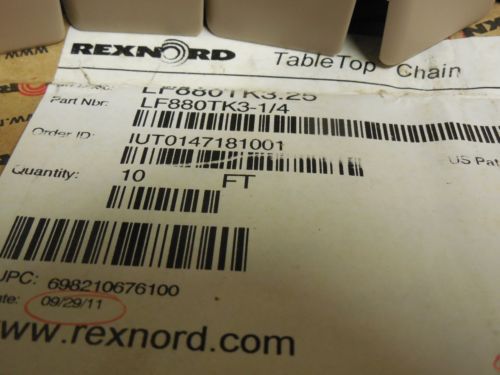 REXNORD TableTop Chain
LF880TK3.25
Part Nbr: LF880TK3-1/4
Order ID: IUT0147181001
US Pat
Quantity: 10 FT
UPC: 698210676100
ate: 09/29/11
www.rexnord.com